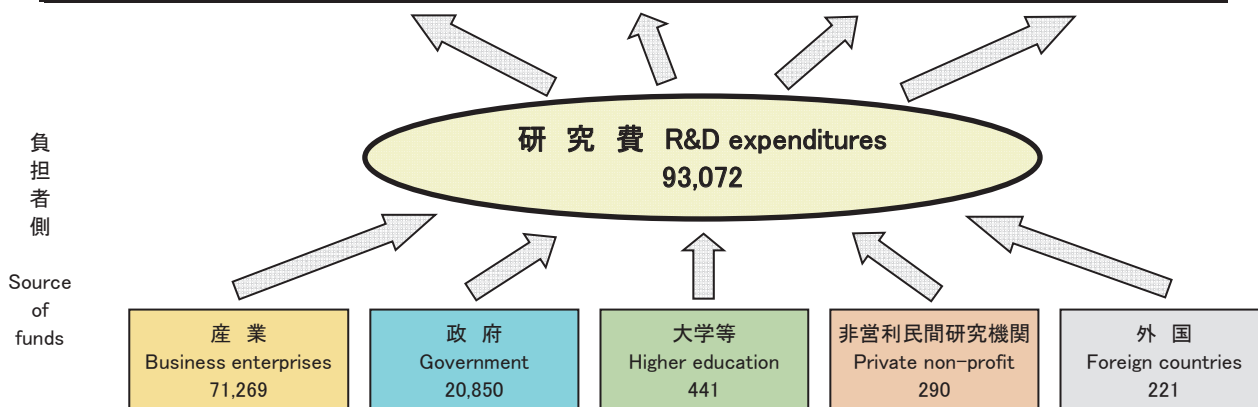 研 究 費 R&D expenditures
93,072
負
担
者
側
Source
of
funds
産 業
Business enterprises
71,269
政 府
Government
20,850
大学等
Higher education
441
非営利民間研究機関
Private non-profit
290
外 国
Foreign countries
221